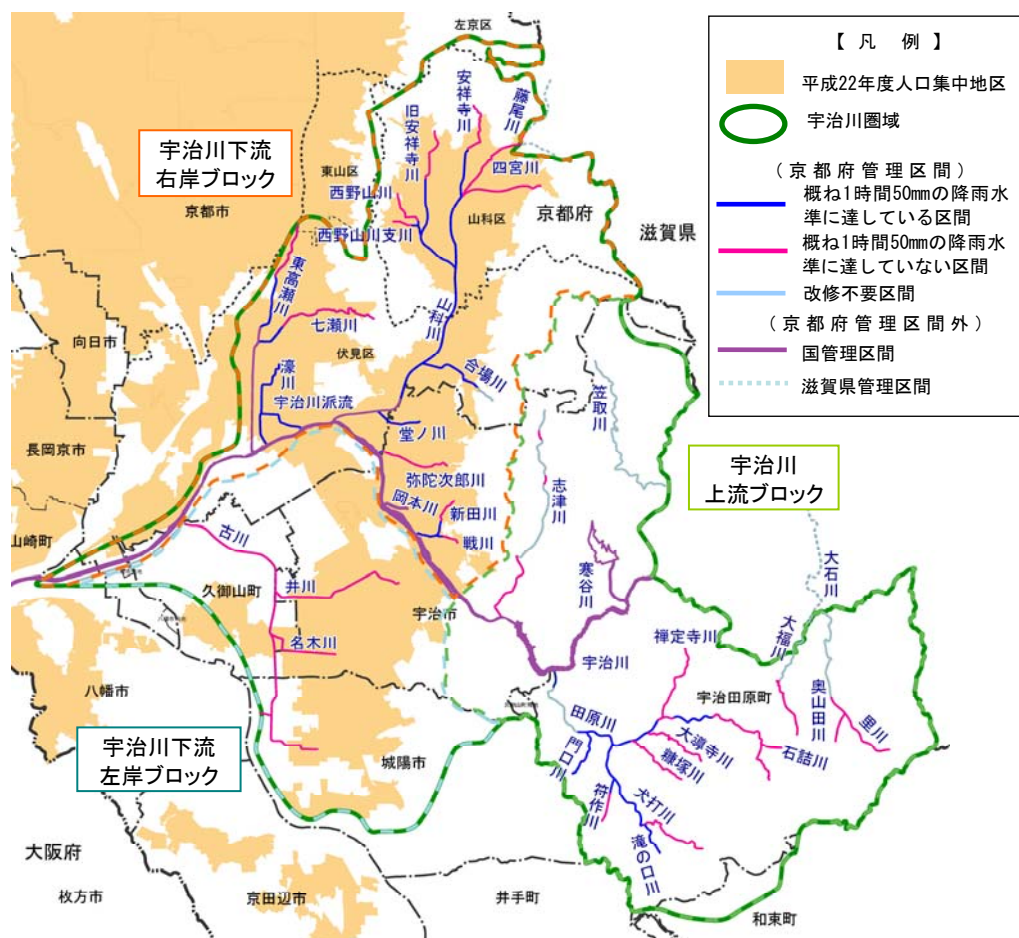 【 凡 例 】
平成22年度人口集中地区
宇治川圏域
（京都府管理区間）
概ね1時間50mmの降雨水
準に達している区間
概ね1時間50mmの降雨水
準に達していない区間
改修不要区間
（京都府管理区間外）
国管理区間
滋賀県管理区間
左京区
安祥寺川
藤尾川
旧安祥寺川
宇治川下流
右岸ブロック
東山区
四宮川
西野山川
京都市
山科区
京都府
滋賀県
西野山川支川
東高瀬川
山科川
七瀬川
向日市
伏見区
濠川
合場川
宇治川派流
笠取川
堂ノ川
長岡京市
宇治川
上流ブロック
弥陀次郎川
志津川
岡本川
新田川
戦川
山崎町
古川
大石川
久御山町
井川
寒谷川
宇治市
大福川
禅定寺川
名木川
宇治川
宇治田原町
奥山田川
里川
八幡市
田原川
大導寺川
石詰川
宇治川下流
左岸ブロック
門口川
糠塚川
城陽市
符作川
犬打川
滝の口川
大阪府
枚方市
京田辺市
井手町
和束町